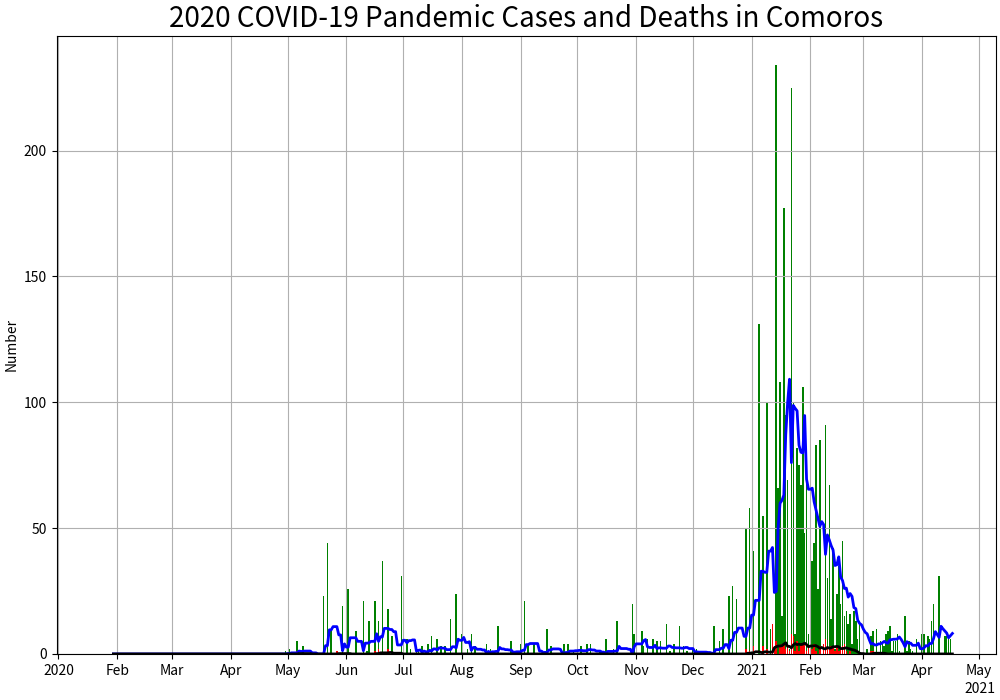 2020 COVID-19 Pandemic Cases and Deaths in Comoros
Number
200
150
100
50
0
2020 Feb Mar Apr May Jun Jul Aug Sep Oct Nov Dec 2021 Feb Mar Apr May
2021